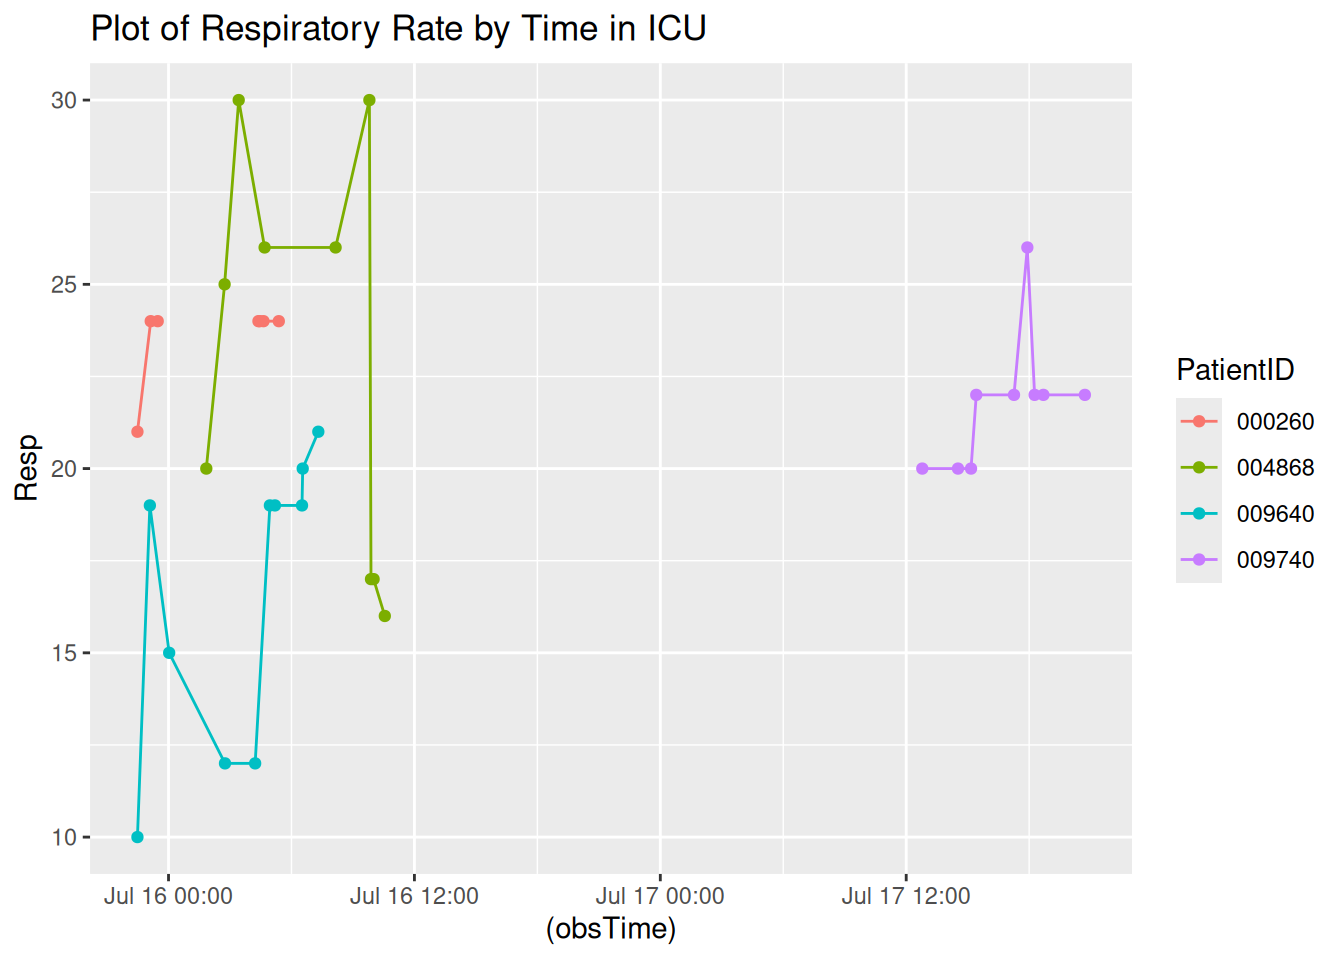 Plot of Respiratory Rate by Time in ICU
30
25
20
15
10
Resp
Jul 16 00:00
Jul 16 12:00
Jul 17 00:00
Jul 17 12:00
(obsTime)
PatientID
000260
004868
009640
009740